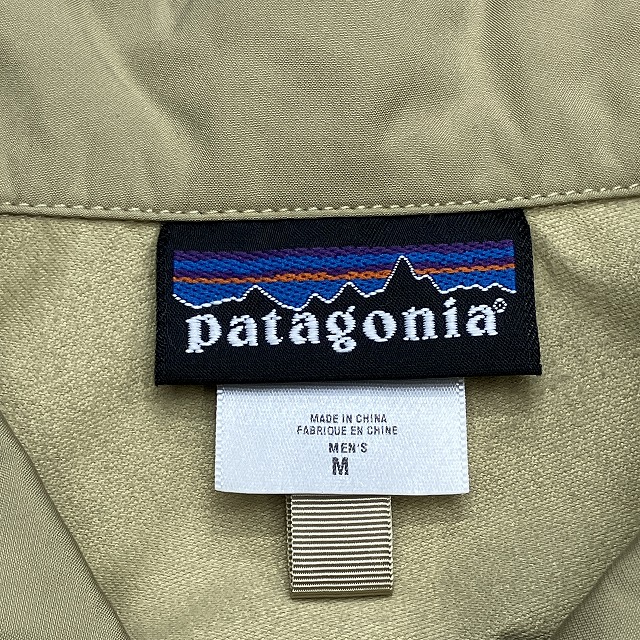 patagonia®
MADE IN CHINA
FABRIQUE EN CHINE
MEN'S
M